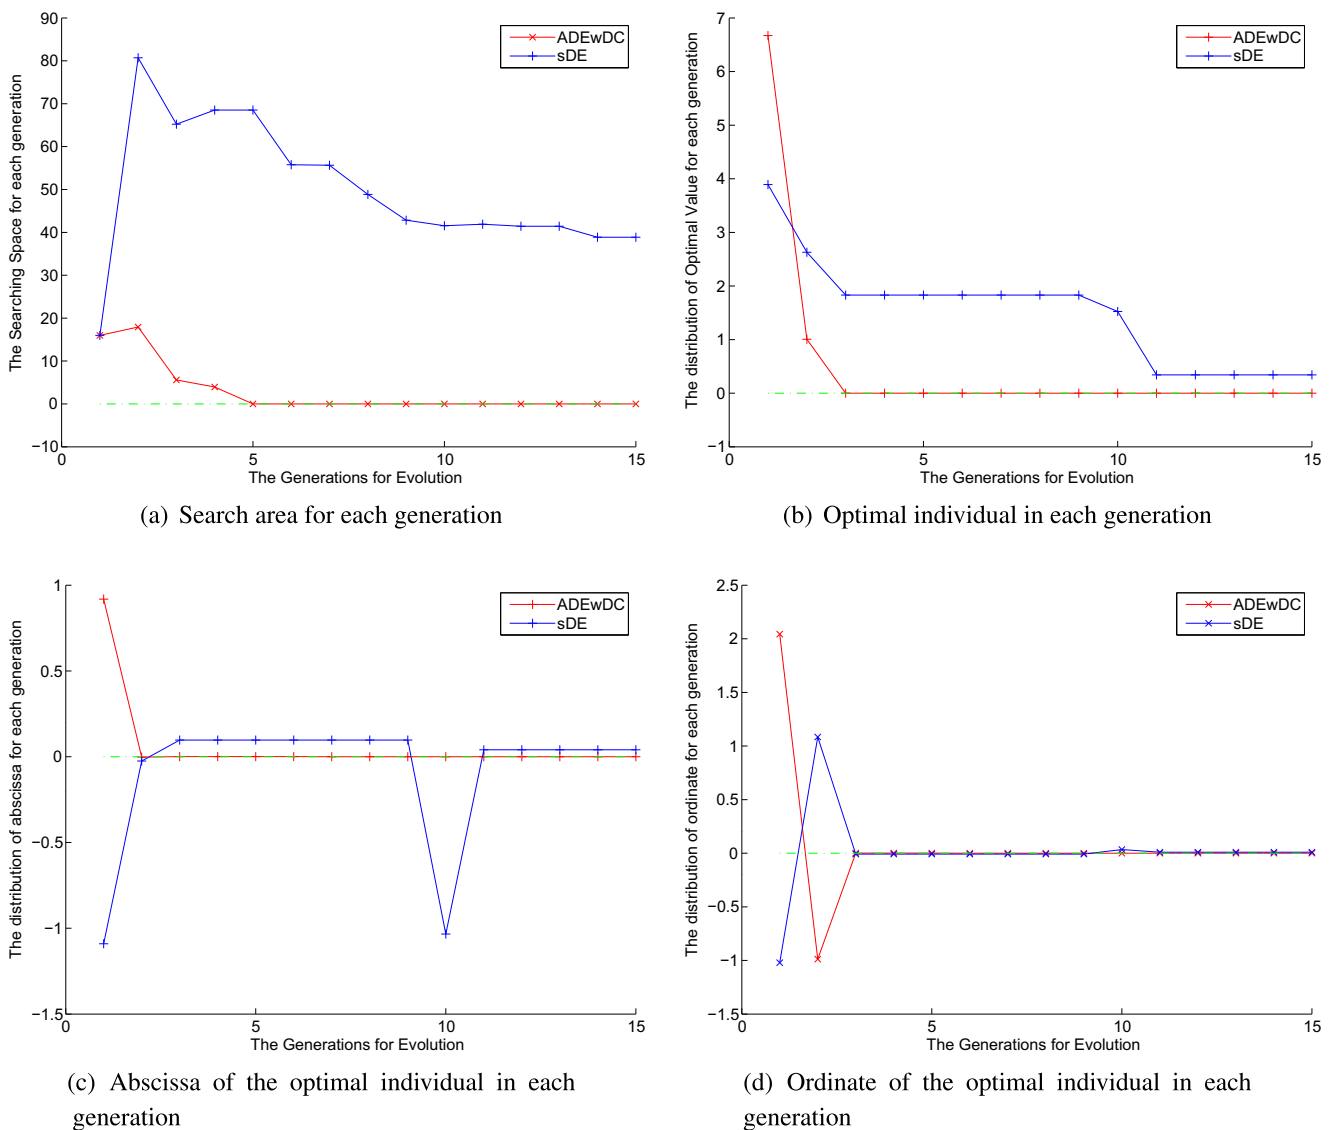 90
80
70
60
50
40
30
20
10
0
−10
0
5
10
15
The Searching Space for each generation
The Generations for Evolution
ADEwDC
sDE
(a) Search area for each generation
7
6
5
4
3
2
1
0
−1
0
5
10
15
The distribution of Optimal Value for each generation
The Generations for Evolution
ADEwDC
sDE
(b) Optimal individual in each generation
1
0.5
0
−0.5
−1
−1.5
0
5
10
15
The distribution of abscissa for each generation
The Generations for Evolution
ADEwDC
sDE
(c) Abscissa of the optimal individual in each
generation
2.5
2
1.5
1
0.5
0
−0.5
−1
−1.5
0
5
10
15
The distribution of ordinate for each generation
The Generations for Evolution
ADEwDC
sDE
(d) Ordinate of the optimal individual in each
generation